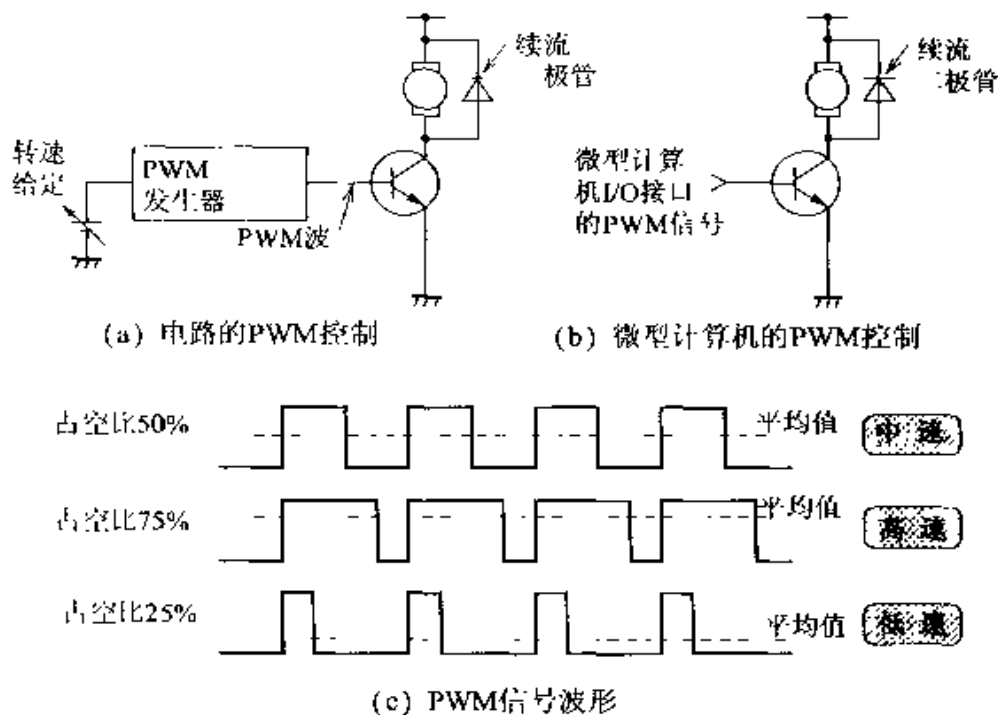 续流
极管
转速
给定
PWM
发生器
PWM波
(a) 电路的PWM控制
续流
二极管
微型计算
机I/O接口
的PWM信号
(b) 微型计算机的PWM控制
占空比50%
平均值
中速
占空比75%
平均值
高速
占空比25%
平均值
低速
(c) PWM信号波形